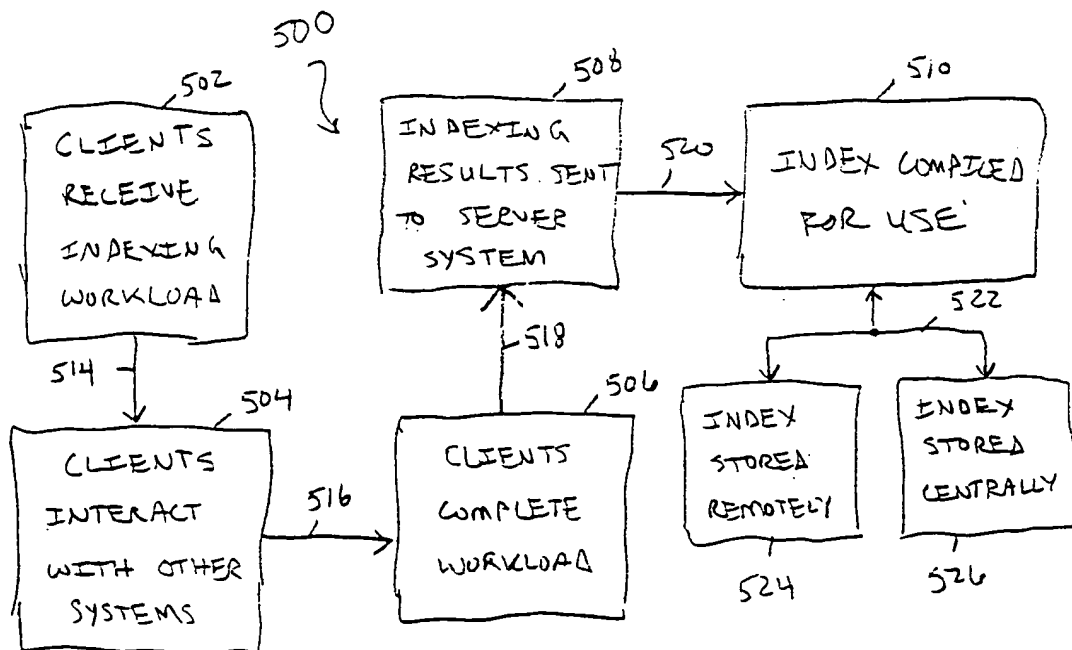 500
502
CLIENTS
RECEIVE
INDEXING
WORKLOAD
514
504
CLIENTS
INTERACT
WITH OTHER
SYSTEMS
516
506
CLIENTS
COMPLETE
WORKLOAD
518
508
INDEXING
RESULTS SENT
TO SERVER
SYSTEM
520
510
INDEX COMPILED
FOR USE
522
INDEX
STORED
REMOTELY
524
INDEX
STORED
CENTRALLY
526